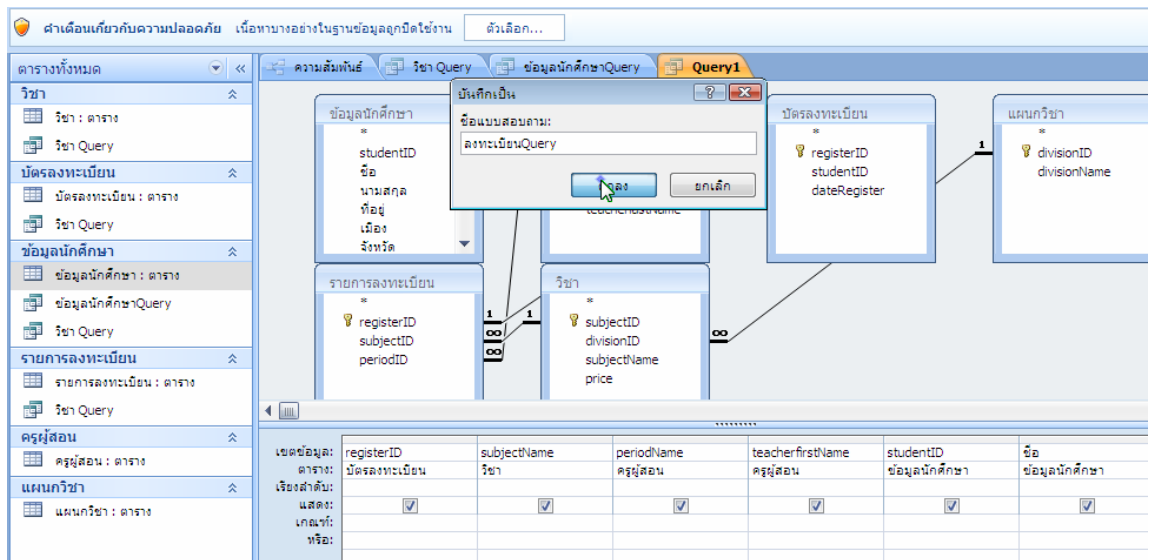 คำเตือนเกี่ยวกับความปลอดภัย เนื้อหาบางอย่างในฐานข้อมูลถูกปิดใช้งาน ตัวเลือก...
ตารางทั้งหมด
วิชา
วิชา : ตาราง
วิชา Query
บัตรลงทะเบียน
บัตรลงทะเบียน : ตาราง
วิชา Query
ข้อมูลนักศึกษา
ข้อมูลนักศึกษา : ตาราง
ข้อมูลนักศึกษาQuery
วิชา Query
รายการลงทะเบียน
รายการลงทะเบียน : ตาราง
วิชา Query
ครูผู้สอน
ครูผู้สอน : ตาราง
แผนกวิชา
แผนกวิชา : ตาราง
ความสัมพันธ์ วิชา Query ข้อมูลนักศึกษาQuery Query1
บันทึกเป็น
ชื่อแบบสอบถาม:
ลงทะเบียนQuery
ยกเลิก
ข้อมูลนักศึกษา
*
studentID
ชื่อ
นามสกุล
ที่อยู่
เมือง
จังหวัด
บัตรลงทะเบียน
*
registerID
studentID
dateRegister
แผนกวิชา
*
divisionID
divisionName
1
รายการลงทะเบียน
*
registerID
subjectID
periodID
1 1
∞
∞
วิชา
*
subjectID
divisionID
subjectName
price
∞
เขตข้อมูล: registerID subjectName periodName teacherfirstName studentID ชื่อ
ตาราง: บัตรลงทะเบียน วิชา ครูผู้สอน ครูผู้สอน ข้อมูลนักศึกษา ข้อมูลนักศึกษา
เรียงลำดับ:
แสดง:
เกณฑ์:
หรือ: